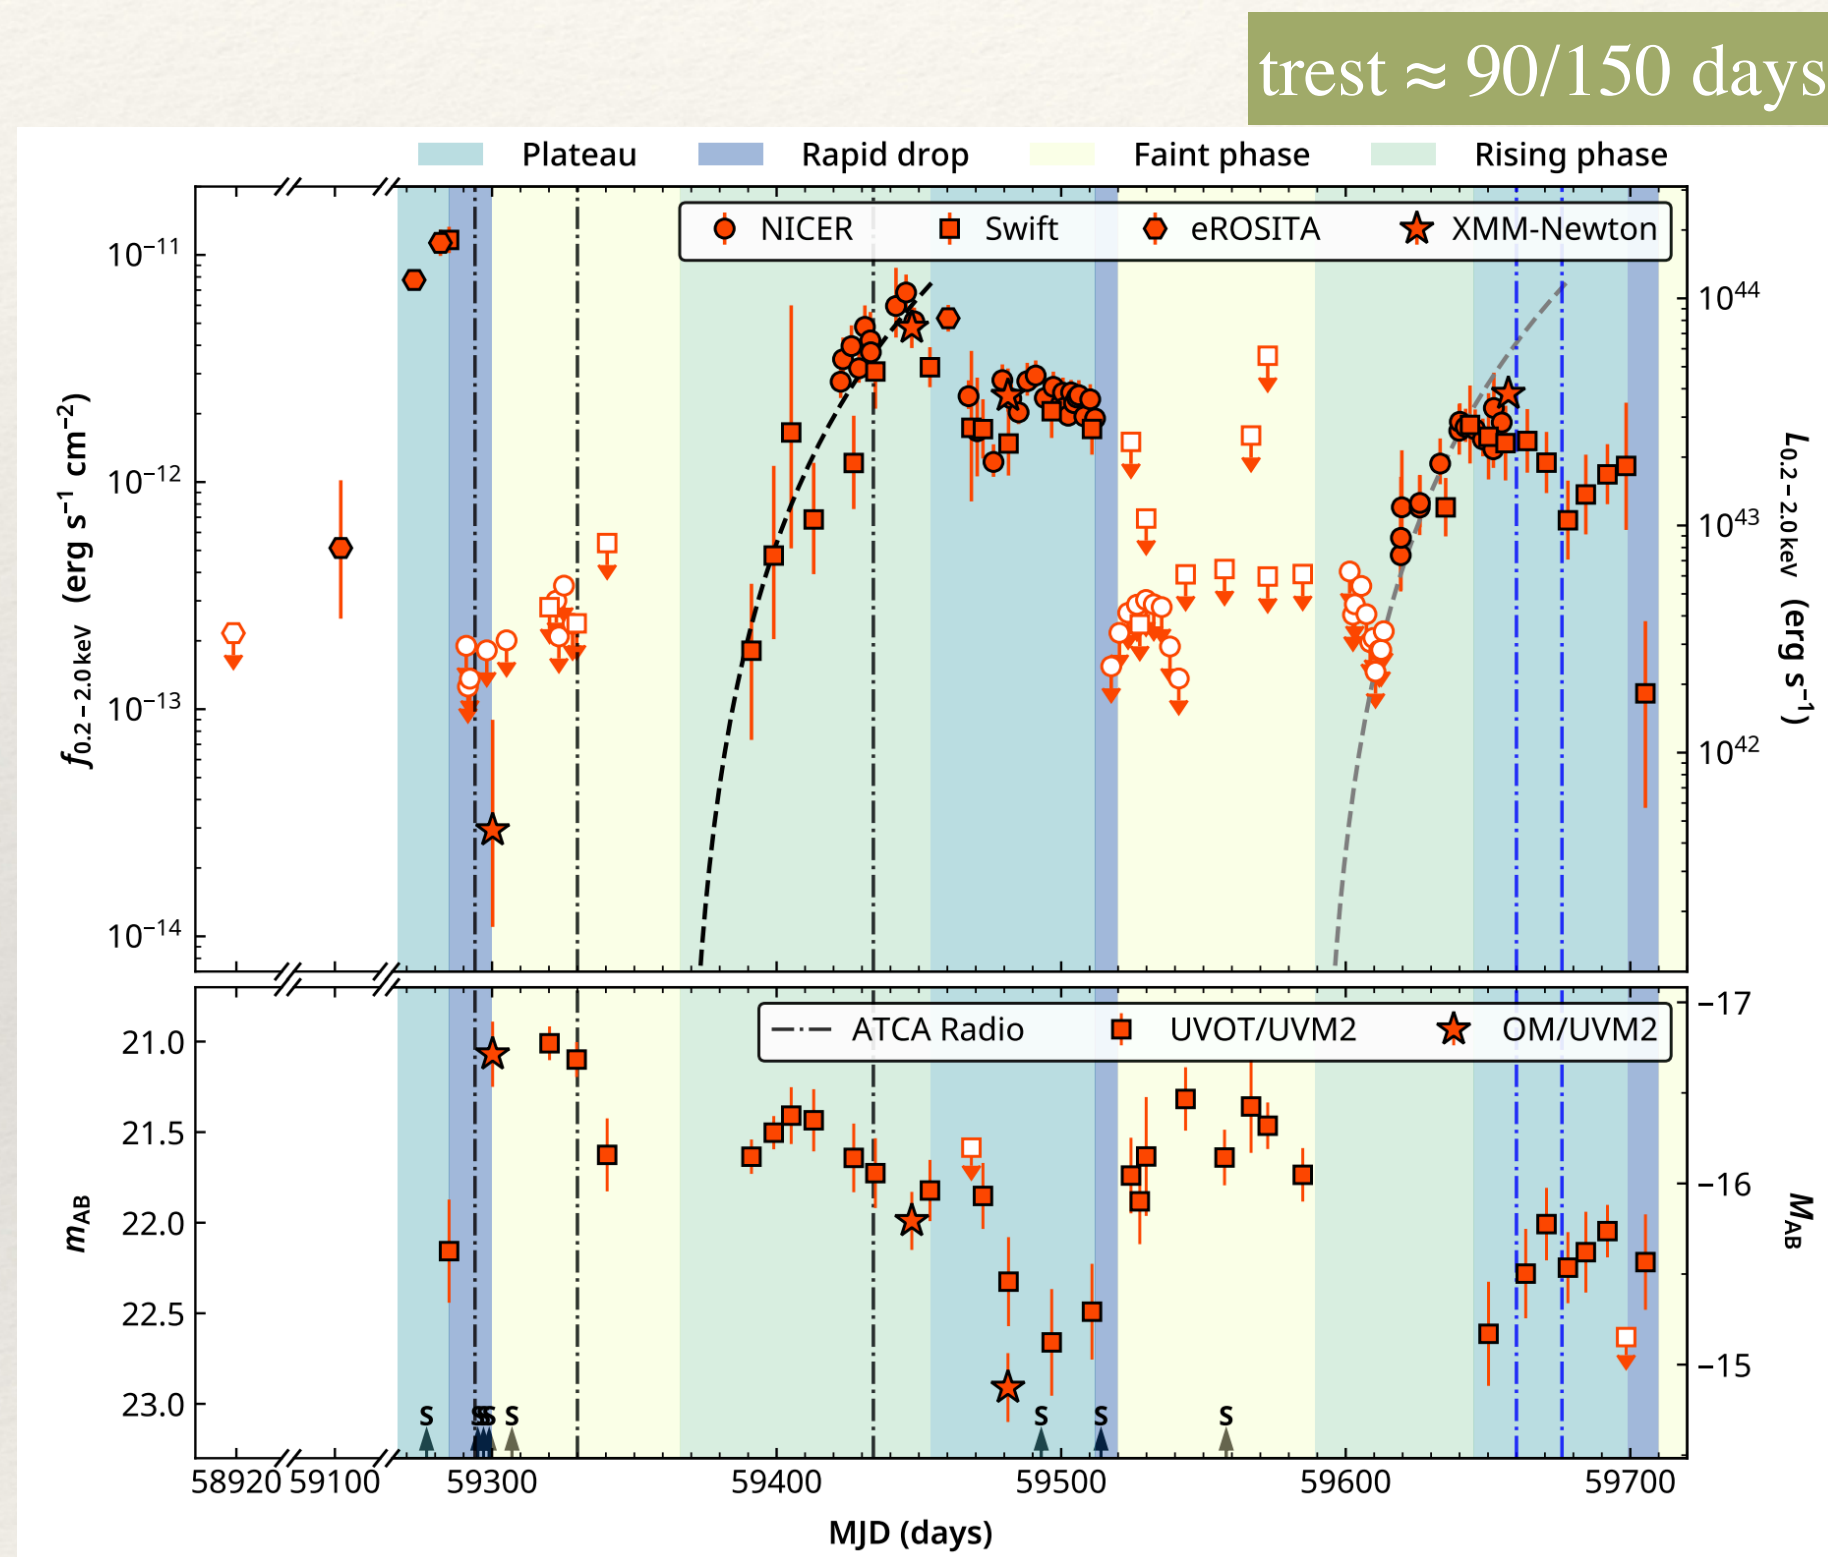 trest ≈ 90/150 days
Plateau Rapid drop Faint phase Rising phase
NICER Swift eROSITA XMM-Newton
10⁻¹¹
10⁻¹²
10⁻¹³
10⁻¹⁴
f0.2−2.0 keV (erg s⁻¹ cm⁻²)
10⁴⁴
10⁴³
10⁴²
L0.2−2.0 keV (erg s⁻¹)
ATCA Radio UVOT/UVM2 OM/UVM2
21.0
21.5
22.0
22.5
23.0
mAB
−17
−16
−15
MAB
S S S S S S S S
58920 59100 59300 59400 59500 59600 59700
MJD (days)